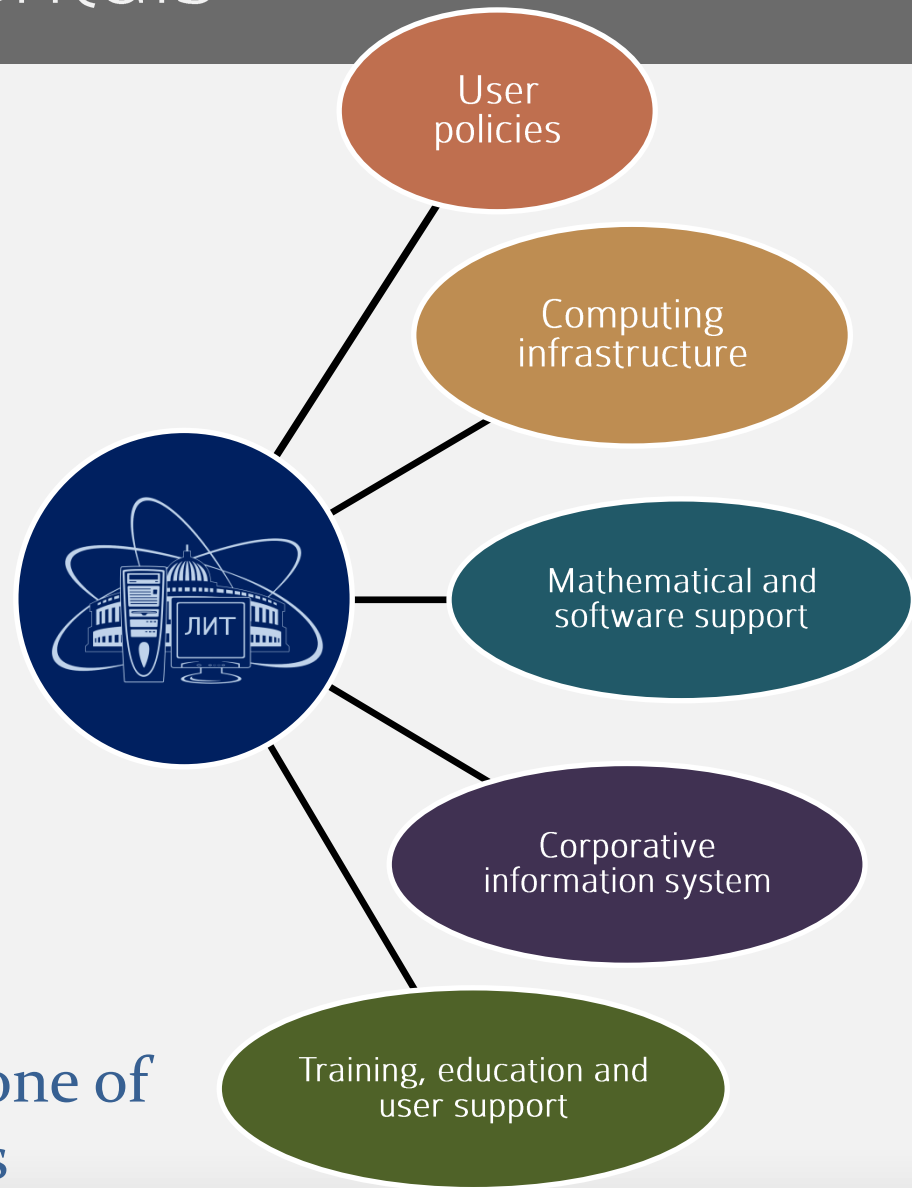 User
policies
Computing
infrastructure
Mathematical and
software support
ЛИТ
Corporative
information system
Training, education and
user support
one of